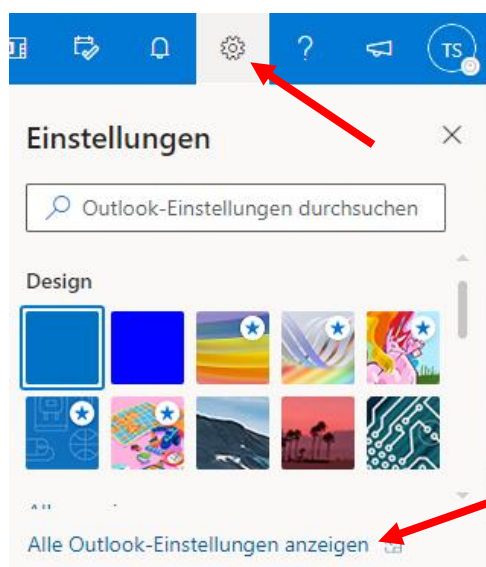 ?
TS
Einstellungen
Outlook-Einstellungen durchsuchen
Design
Alle Outlook-Einstellungen anzeigen